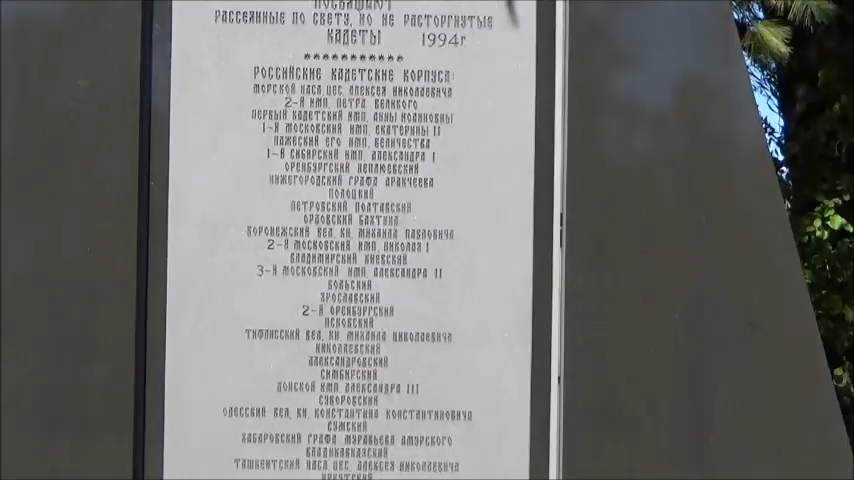 ПОСВЯЩАЮТ
РАССЕЯННЫЕ ПО СВЕТУ, НО НЕ РАСТОРГНУТЫЕ
КАДЕТЫ 1994г
**********
РОССИЙСКИЕ КАДЕТСКИЕ КОРПУСА:
МОРСКОЙ НАСЛ. ЦЕС. АЛЕКСЕЯ НИКОЛАЕВИЧА
2-Й ИМП. ПЕТРА ВЕЛИКОГО
ПЕРВЫЙ КАДЕТСКИЙ ИМП. АННЫ ИОАННОВНЫ
1-Й МОСКОВСКИЙ ИМП. ЕКАТЕРИНЫ II
ПАЖЕСКИЙ ЕГО ИМП. ВЕЛИЧЕСТВА
1-Й СИБИРСКИЙ ИМП. АЛЕКСАНДРА I
ОРЕНБУРГСКИЙ НЕПЛЮЕВСКИЙ
НИЖЕГОРОДСКИЙ ГРАФА АРАКЧЕЕВА
ПОЛОЦКИЙ
ПЕТРОВСКИЙ ПОЛТАВСКИЙ
ОРЛОВСКИЙ БАХТИНА
ВОРОНЕЖСКИЙ ВЕЛ. КН. МИХАИЛА ПАВЛОВИЧА
2-Й МОСКОВСКИЙ ИМП. НИКОЛАЯ I
ВЛАДИМИРСКИЙ КИЕВСКИЙ
3-Й МОСКОВСКИЙ ИМП. АЛЕКСАНДРА II
ВОЛЬСКИЙ
ЯРОСЛАВСКИЙ
2-Й ОРЕНБУРГСКИЙ
ПСКОВСКИЙ
ТИФЛИССКИЙ ВЕЛ. КН. МИХАИЛА НИКОЛАЕВИЧА
НИКОЛАЕВСКИЙ
АЛЕКСАНДРОВСКИЙ
СИМБИРСКИЙ
ДОНСКОЙ ИМП. АЛЕКСАНДРА III
СУВОРОВСКИЙ
ОДЕССКИЙ ВЕЛ. КН. КОНСТАНТИНА КОНСТАНТИНОВИЧА
СУМСКИЙ
ХАБАРОВСКИЙ ГРАФА МУРАВЬЕВА АМУРСКОГО
ВЛАДИКАВКАЗСКИЙ
ТАШКЕНТСКИЙ НАСЛ. ЦЕС. АЛЕКСЕЯ НИКОЛАЕВИЧА
ИРКУТСКИЙ